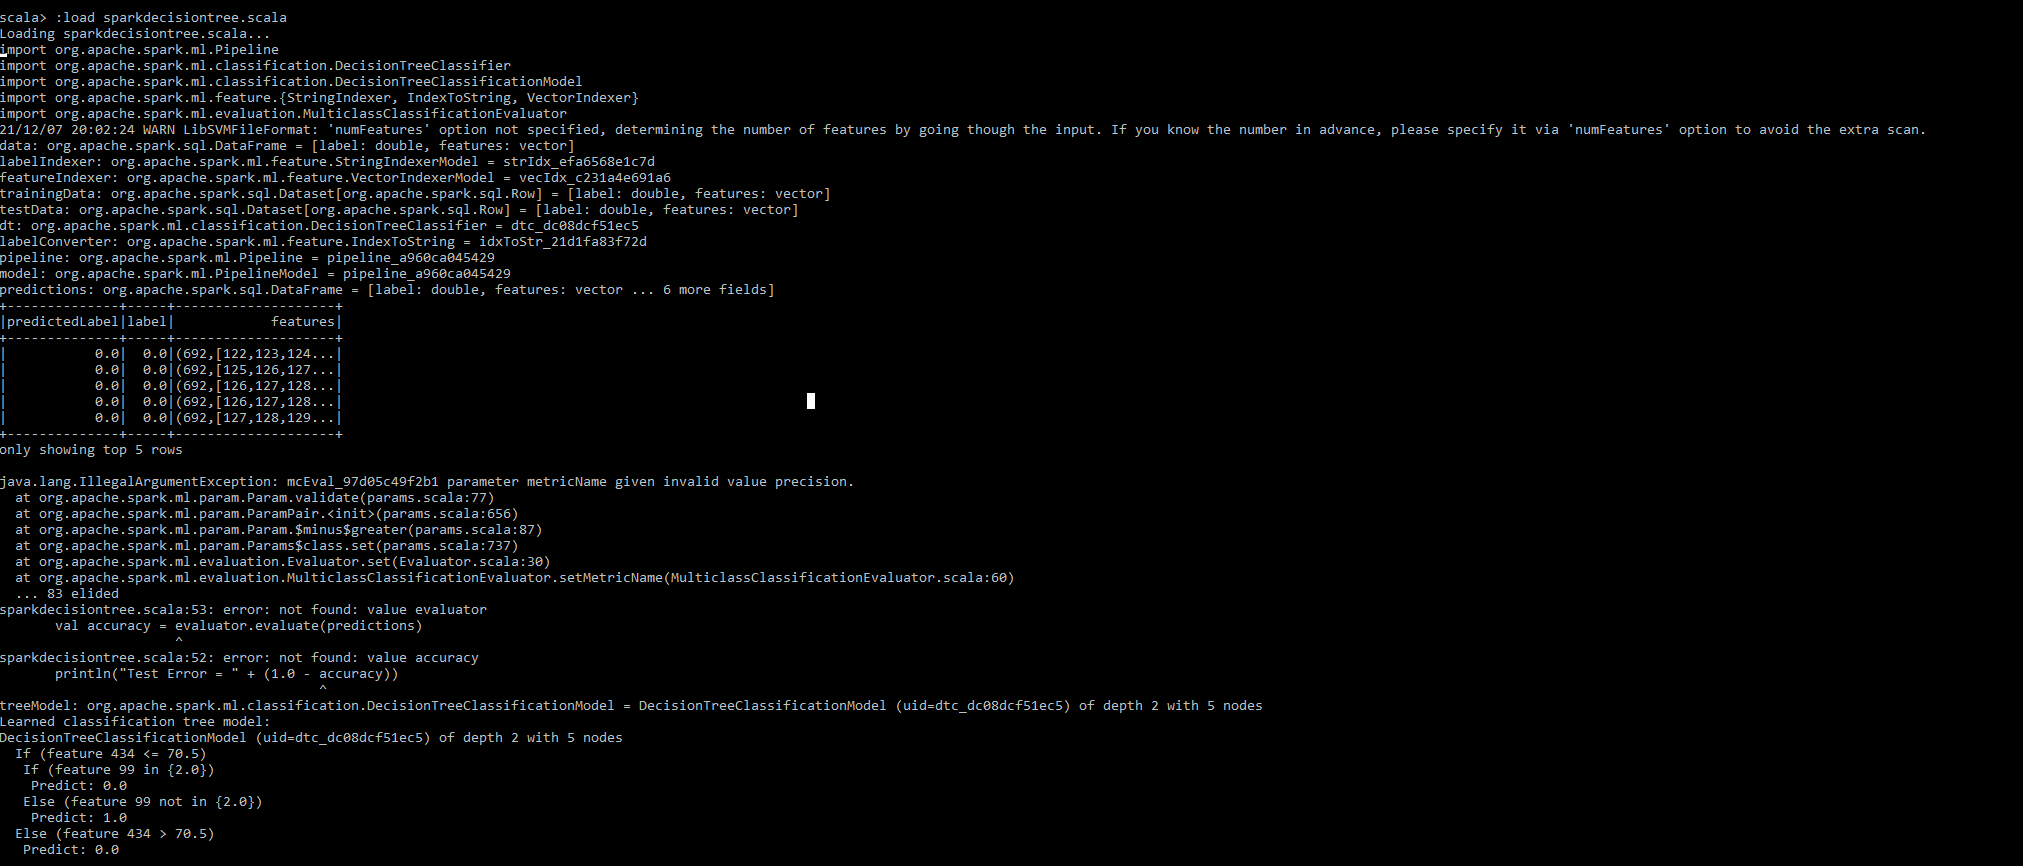 scala> :load sparkdecisiontree.scala
Loading sparkdecisiontree.scala...
import org.apache.spark.ml.Pipeline
import org.apache.spark.ml.classification.DecisionTreeClassifier
import org.apache.spark.ml.classification.DecisionTreeClassificationModel
import org.apache.spark.ml.feature.{StringIndexer, IndexToString, VectorIndexer}
import org.apache.spark.ml.evaluation.MulticlassClassificationEvaluator
21/12/07 20:02:24 WARN LibSVMFileFormat: 'numFeatures' option not specified, determining the number of features by going though the input. If you know the number in advance, please specify it via 'numFeatures' option to avoid the extra scan.
data: org.apache.spark.sql.DataFrame = [label: double, features: vector]
labelIndexer: org.apache.spark.ml.feature.StringIndexerModel = strIdx_efa6568e1c7d
featureIndexer: org.apache.spark.ml.feature.VectorIndexerModel = vecIdx_c231a4e691a6
trainingData: org.apache.spark.sql.Dataset[org.apache.spark.sql.Row] = [label: double, features: vector]
testData: org.apache.spark.sql.Dataset[org.apache.spark.sql.Row] = [label: double, features: vector]
dt: org.apache.spark.ml.classification.DecisionTreeClassifier = dtc_dc08dcf51ec5
labelConverter: org.apache.spark.ml.feature.IndexToString = idxToStr_21d1fa83f72d
pipeline: org.apache.spark.ml.Pipeline = pipeline_a960ca045429
model: org.apache.spark.ml.PipelineModel = pipeline_a960ca045429
predictions: org.apache.spark.sql.DataFrame = [label: double, features: vector ... 6 more fields]
+--------------+-----+--------------------+
|predictedLabel|label|            features|
+--------------+-----+--------------------+
|           0.0|  0.0|(692,[122,123,124...|
|           0.0|  0.0|(692,[125,126,127...|
|           0.0|  0.0|(692,[126,127,128...|
|           0.0|  0.0|(692,[126,127,128...|
|           0.0|  0.0|(692,[127,128,129...|
+--------------+-----+--------------------+
only showing top 5 rows
java.lang.IllegalArgumentException: mcEval_97d05c49f2b1 parameter metricName given invalid value precision.
  at org.apache.spark.ml.param.Param.validate(params.scala:77)
  at org.apache.spark.ml.param.ParamPair.<init>(params.scala:656)
  at org.apache.spark.ml.param.Param.$minus$greater(params.scala:87)
  at org.apache.spark.ml.param.Params$class.set(params.scala:737)
  at org.apache.spark.ml.evaluation.Evaluator.set(Evaluator.scala:30)
  at org.apache.spark.ml.evaluation.MulticlassClassificationEvaluator.setMetricName(MulticlassClassificationEvaluator.scala:60)
  ... 83 elided
sparkdecisiontree.scala:53: error: not found: value evaluator
       val accuracy = evaluator.evaluate(predictions)
                      ^
sparkdecisiontree.scala:52: error: not found: value accuracy
       println("Test Error = " + (1.0 - accuracy))
                                        ^
treeModel: org.apache.spark.ml.classification.DecisionTreeClassificationModel = DecisionTreeClassificationModel (uid=dtc_dc08dcf51ec5) of depth 2 with 5 nodes
Learned classification tree model:
DecisionTreeClassificationModel (uid=dtc_dc08dcf51ec5) of depth 2 with 5 nodes
  If (feature 434 <= 70.5)
   If (feature 99 in {2.0})
    Predict: 0.0
   Else (feature 99 not in {2.0})
    Predict: 1.0
  Else (feature 434 > 70.5)
   Predict: 0.0